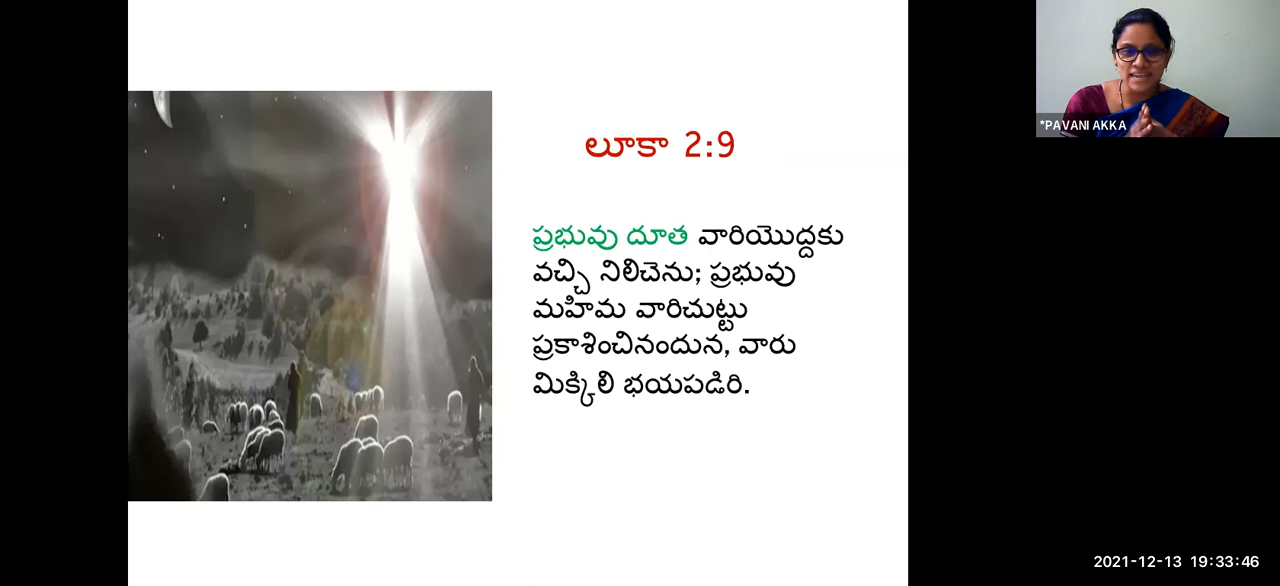 లూకా 2:9
ప్రభువు దూత వారియొద్దకు
వచ్చి నిలిచెను; ప్రభువు
మహిమ వారిచుట్టు
ప్రకాశించినందున, వారు
మిక్కిలి భయపడిరి.
*PAVANI AKKA
2021-12-13 19:33:46